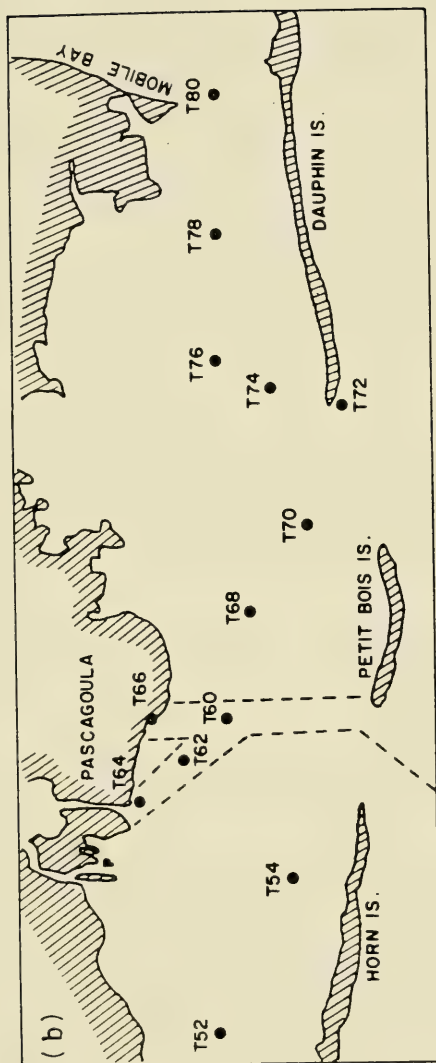 (b)
MOBILE BAY
PASCAGOULA
T80
T78
T76
T74
T72
T70
T68
T66
T64
T62
T60
T54
T52
DAUPHIN IS.
PETIT BOIS IS.
HORN IS.